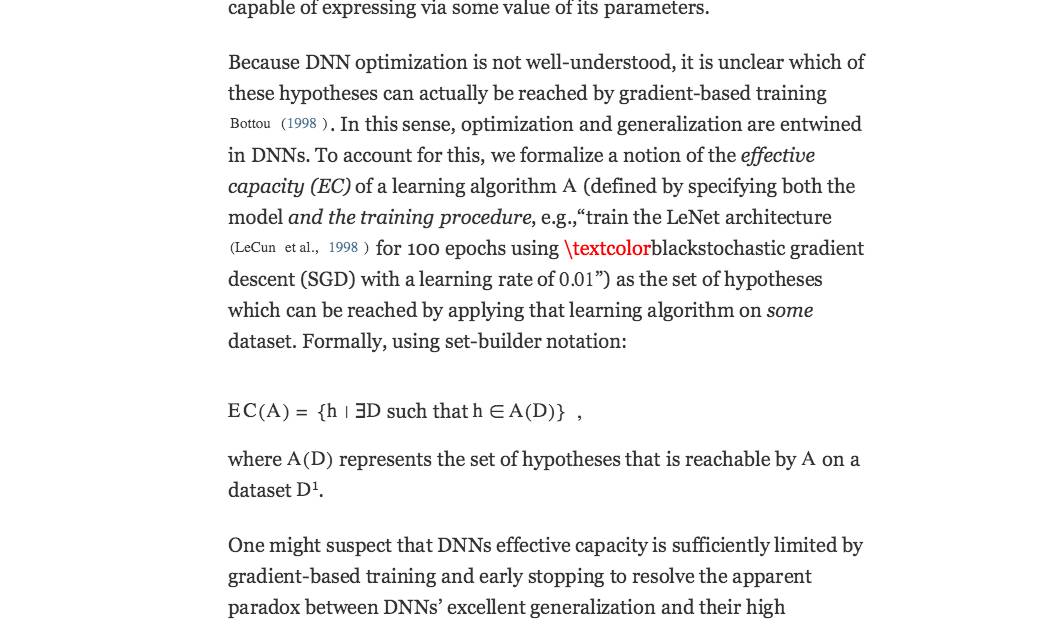 capable of expressing via some value of its parameters.
Because DNN optimization is not well-understood, it is unclear which of
these hypotheses can actually be reached by gradient-based training
Bottou (1998 ). In this sense, optimization and generalization are entwined
in DNNs. To account for this, we formalize a notion of the effective
capacity (EC) of a learning algorithm A (defined by specifying both the
model and the training procedure, e.g.,“train the LeNet architecture
(LeCun et al., 1998 ) for 100 epochs using \textcolorblackstochastic gradient
descent (SGD) with a learning rate of 0.01”) as the set of hypotheses
which can be reached by applying that learning algorithm on some
dataset. Formally, using set-builder notation:
EC(A) = {h | ∃D such that h ∈ A(D)} ,
where A(D) represents the set of hypotheses that is reachable by A on a
dataset D¹.
One might suspect that DNNs effective capacity is sufficiently limited by
gradient-based training and early stopping to resolve the apparent
paradox between DNNs’ excellent generalization and their high